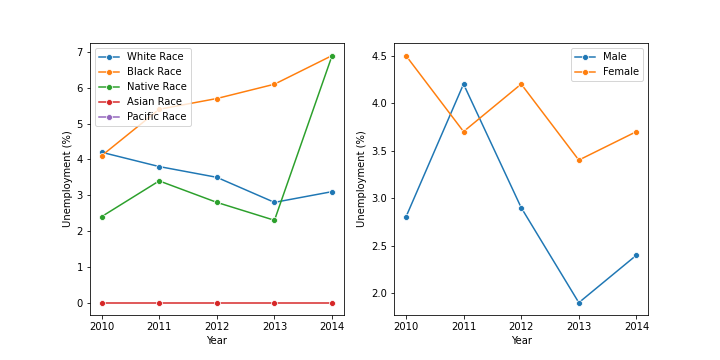 White Race
Black Race
Native Race
Asian Race
Pacific Race
7
6
5
4
3
2
1
0
Unemployment (%)
2010 2011 2012 2013 2014
Year
Male
Female
4.5
4.0
3.5
3.0
2.5
2.0
Unemployment (%)
2010 2011 2012 2013 2014
Year